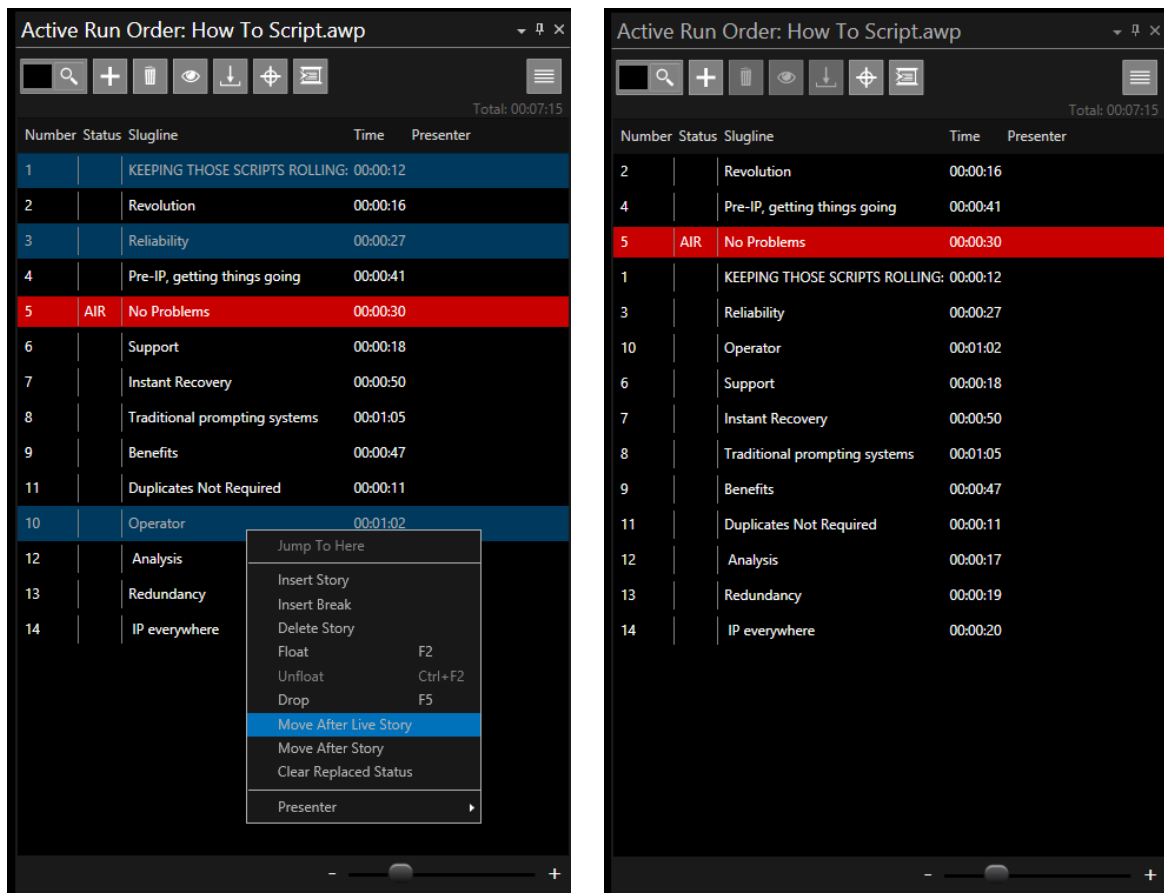 Active Run Order: How To Script.awp
Total: 00:07:15
Number Status Slugline Time Presenter
1 KEEPING THOSE SCRIPTS ROLLING: 00:00:12
2 Revolution 00:00:16
3 Reliability 00:00:27
4 Pre-IP, getting things going 00:00:41
5 AIR No Problems 00:00:30
6 Support 00:00:18
7 Instant Recovery 00:00:50
8 Traditional prompting systems 00:01:05
9 Benefits 00:00:47
11 Duplicates Not Required 00:00:11
10 Operator 00:01:02
12 Analysis
13 Redundancy
14 IP everywhere
Jump To Here
Insert Story
Insert Break
Delete Story
Float F2
Unfloat Ctrl+F2
Drop F5
Move After Live Story
Move After Story
Clear Replaced Status
Presenter
- +
Active Run Order: How To Script.awp
Total: 00:07:15
Number Status Slugline Time Presenter
2 Revolution 00:00:16
4 Pre-IP, getting things going 00:00:41
5 AIR No Problems 00:00:30
1 KEEPING THOSE SCRIPTS ROLLING: 00:00:12
3 Reliability 00:00:27
10 Operator 00:01:02
6 Support 00:00:18
7 Instant Recovery 00:00:50
8 Traditional prompting systems 00:01:05
9 Benefits 00:00:47
11 Duplicates Not Required 00:00:11
12 Analysis 00:00:17
13 Redundancy 00:00:19
14 IP everywhere 00:00:20
- +